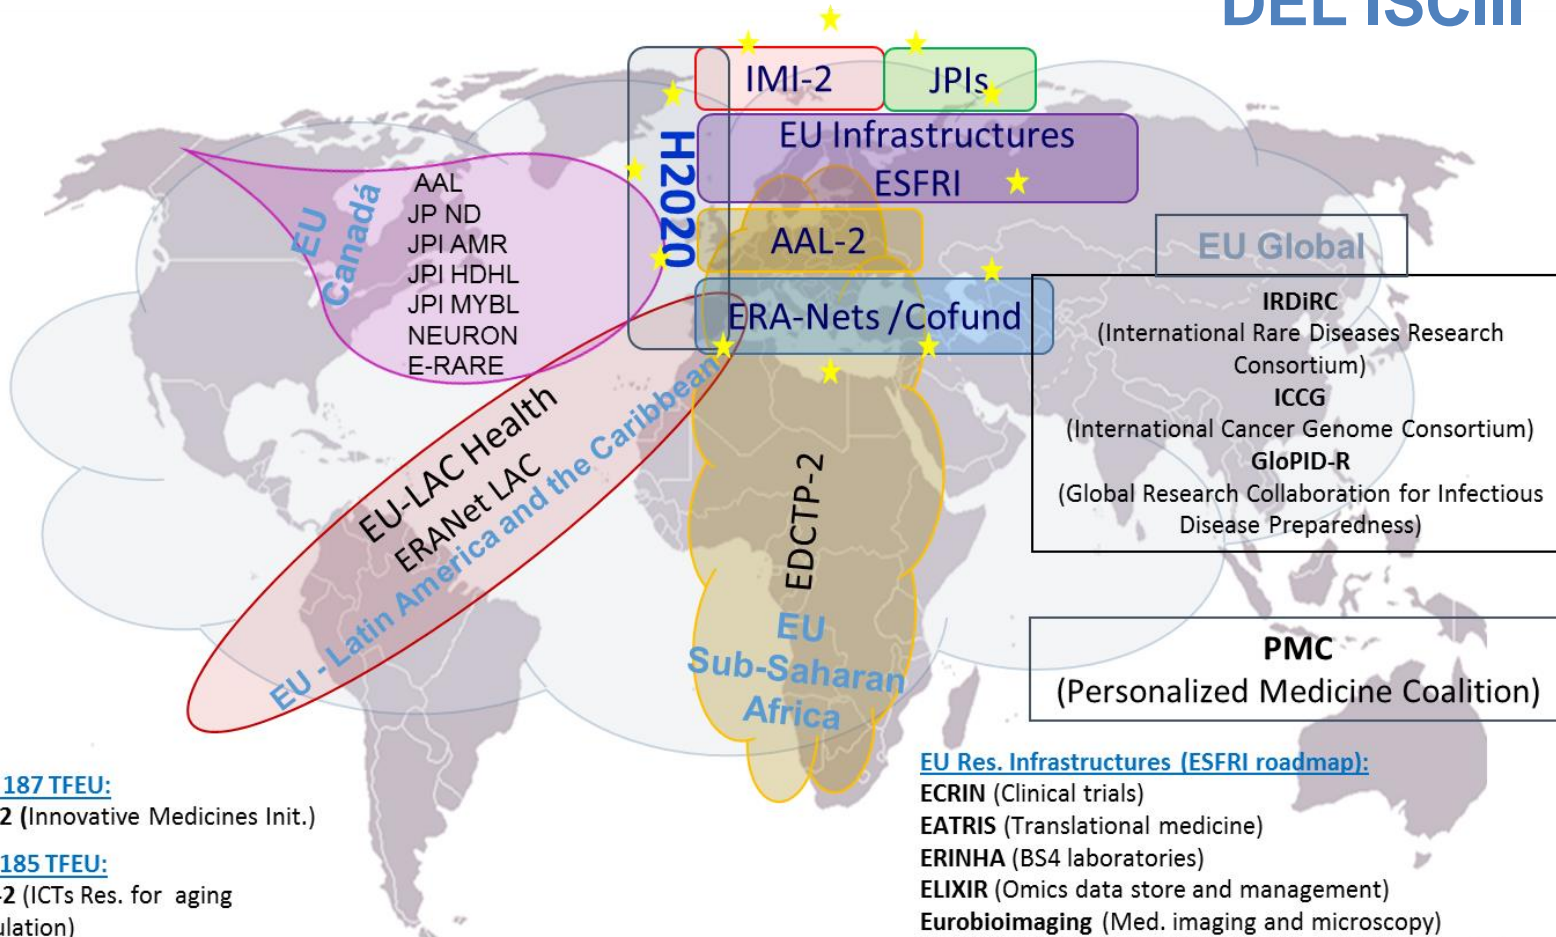 DEL ISCIII
IMI-2
JPIs
H2020
EU Infrastructures
ESFRI
AAL-2
ERA-Nets /Cofund
EU
Canadá
AAL
JP ND
JPI AMR
JPI HDHL
JPI MYBL
NEURON
E-RARE
EU Global
IRDiRC
(International Rare Diseases Research
Consortium)
ICCG
(International Cancer Genome Consortium)
GloPID-R
(Global Research Collaboration for Infectious
Disease Preparedness)
EU-LAC Health
ERANet LAC
EU - Latin America and the Caribbean
EDCTP-2
EU
Sub-Saharan
Africa
PMC
(Personalized Medicine Coalition)
187 TFEU:
2 (Innovative Medicines Init.)
185 TFEU:
-2 (ICTs Res. for aging
ulation)
EU Res. Infrastructures (ESFRI roadmap):
ECRIN (Clinical trials)
EATRIS (Translational medicine)
ERINHA (BS4 laboratories)
ELIXIR (Omics data store and management)
Eurobioimaging (Med. imaging and microscopy)